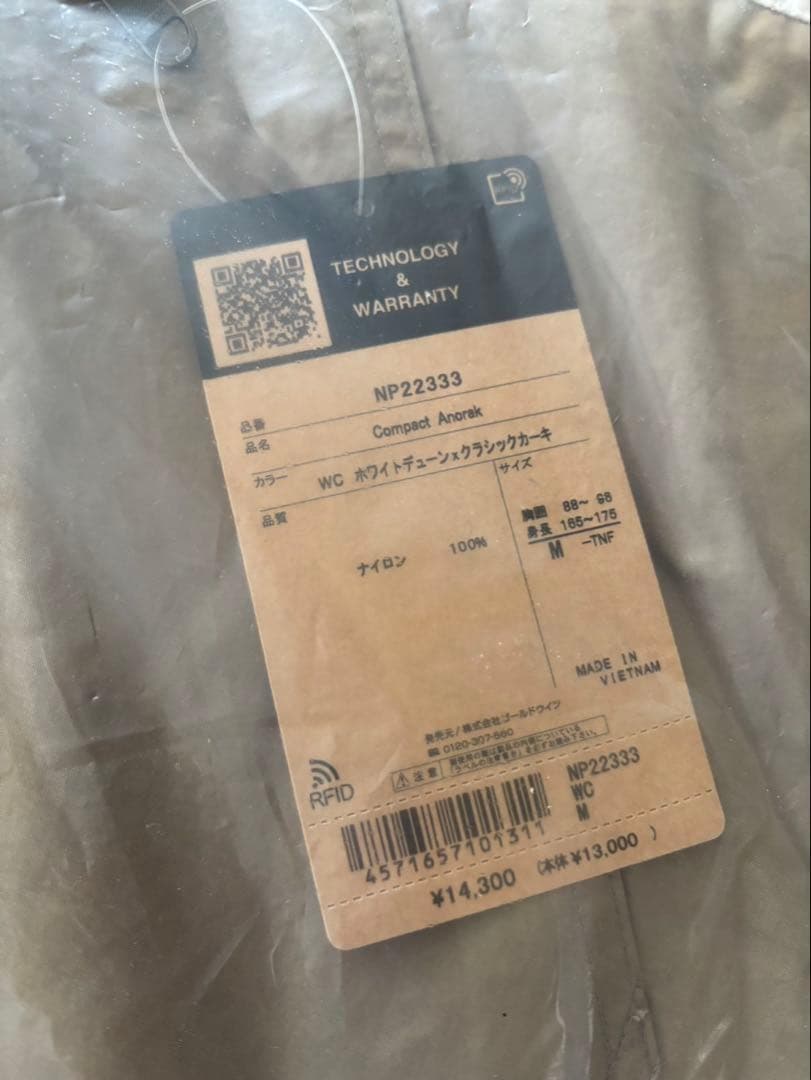 TECHNOLOGY
&
WARRANTY
品番 NP22333
品名 Compact Anorak
カラー WC ホワイトデューン×クラシックカーキ
品質
ナイロン 100%
サイズ
胸囲 88～ 96
身長 165～175
M -TNF
MADE IN
VIETNAM
発売元/株式会社ゴールドウイン
0120-307-560
RFID
注意
NP22333
WC
M
4571657101311
¥14,300 (本体¥13,000 )